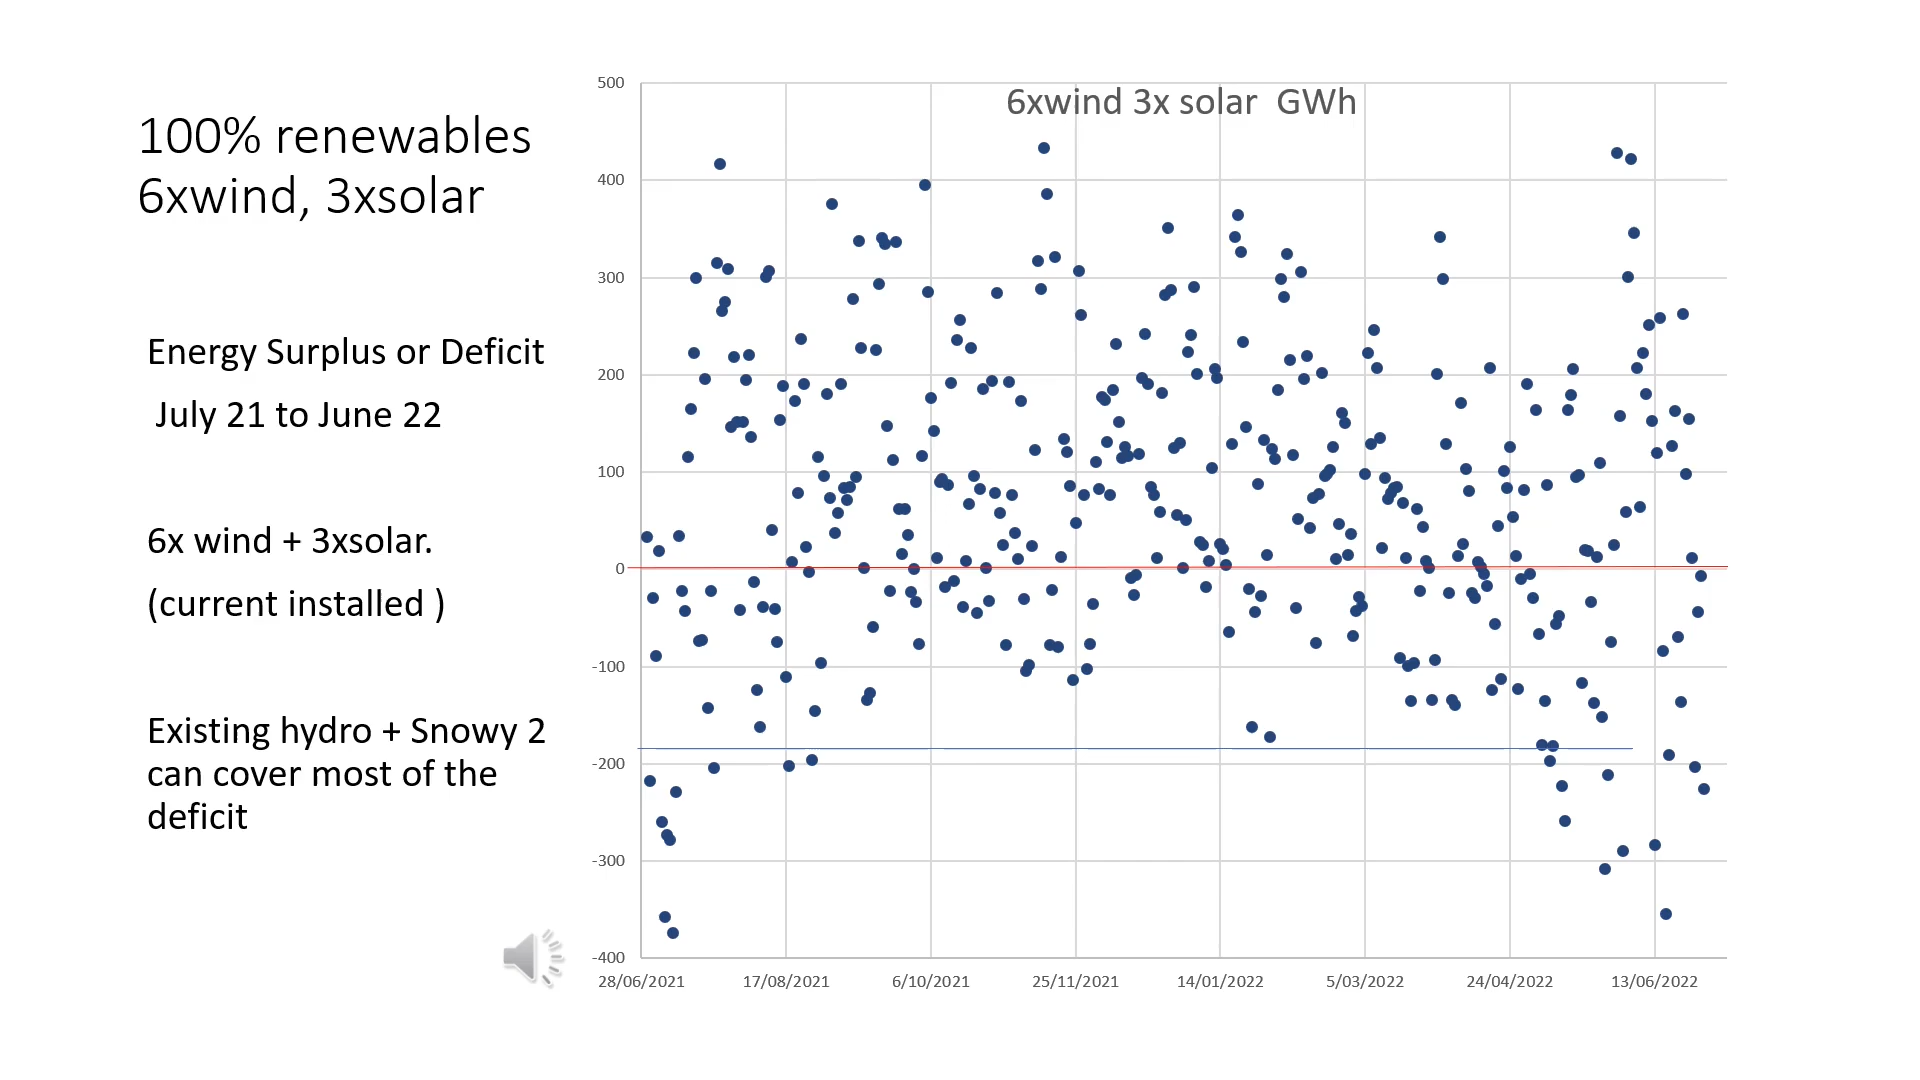 100% renewables
6xwind, 3xsolar
Energy Surplus or Deficit
July 21 to June 22
6x wind + 3xsolar.
(current installed )
Existing hydro + Snowy 2
can cover most of the
deficit
6xwind 3x solar  GWh
500
400
300
200
100
0
-100
-200
-300
-400
28/06/2021 17/08/2021 6/10/2021 25/11/2021 14/01/2022 5/03/2022 24/04/2022 13/06/2022